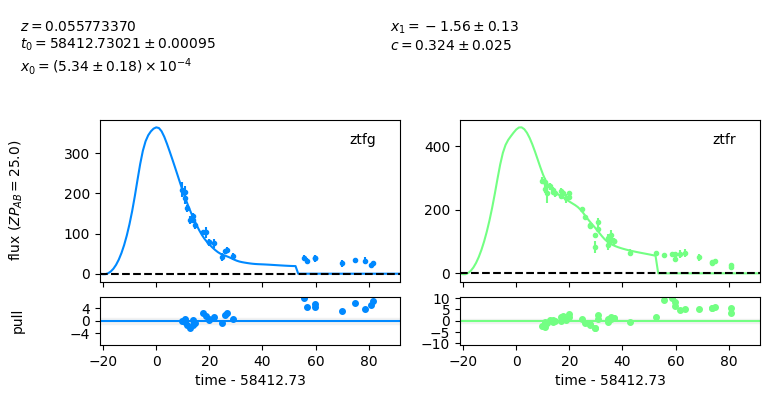 z = 0.055773370
t₀ = 58412.73021 ± 0.00095
x₀ = (5.34 ± 0.18) × 10⁻⁴
x₁ = −1.56 ± 0.13
c = 0.324 ± 0.025
flux (ZP_AB = 25.0)
ztfg
300
200
100
0
ztfr
400
200
0
pull
4
0
−4
−20 0 20 40 60 80
time - 58412.73
10
5
0
−5
−10
−20 0 20 40 60 80
time - 58412.73